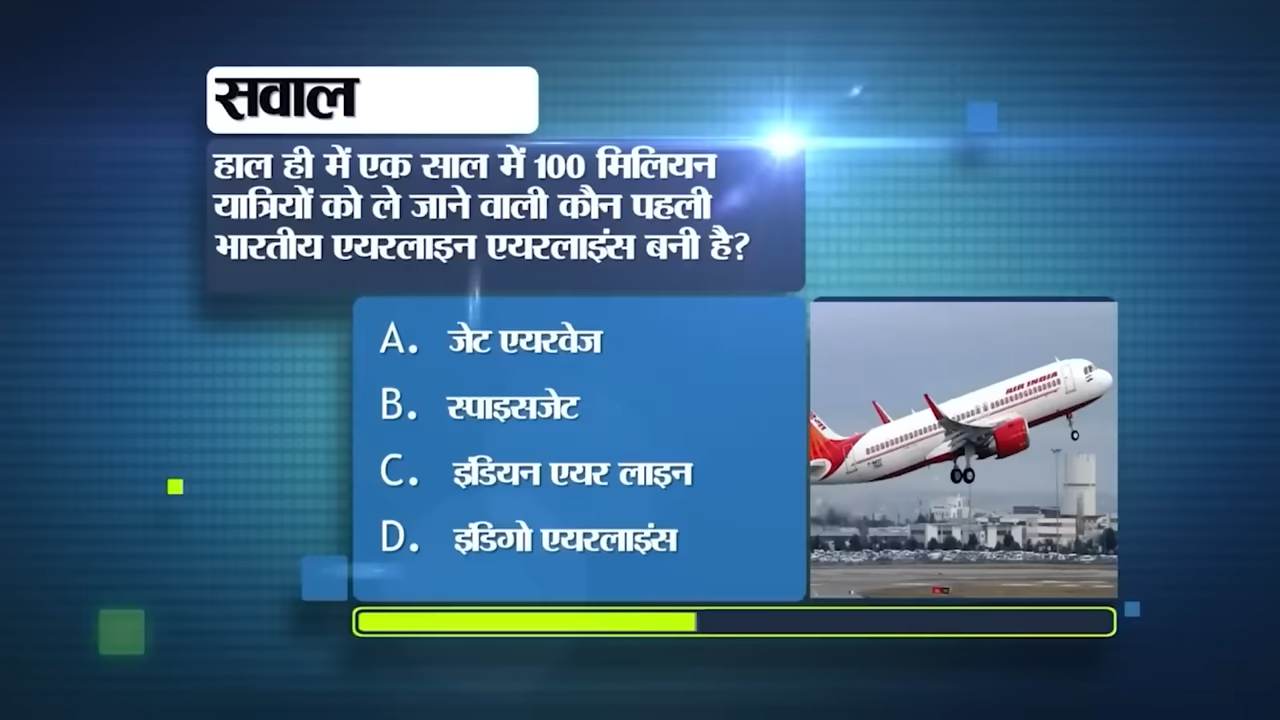 सवाल
हाल ही में एक साल में 100 मिलियन
यात्रियों को ले जाने वाली कौन पहली
भारतीय एयरलाइन एयरलाइंस बनी है?
A. जेट एयरवेज
B. स्पाइसजेट
C. इंडियन एयर लाइन
D. इंडिगो एयरलाइंस
AIR INDIA